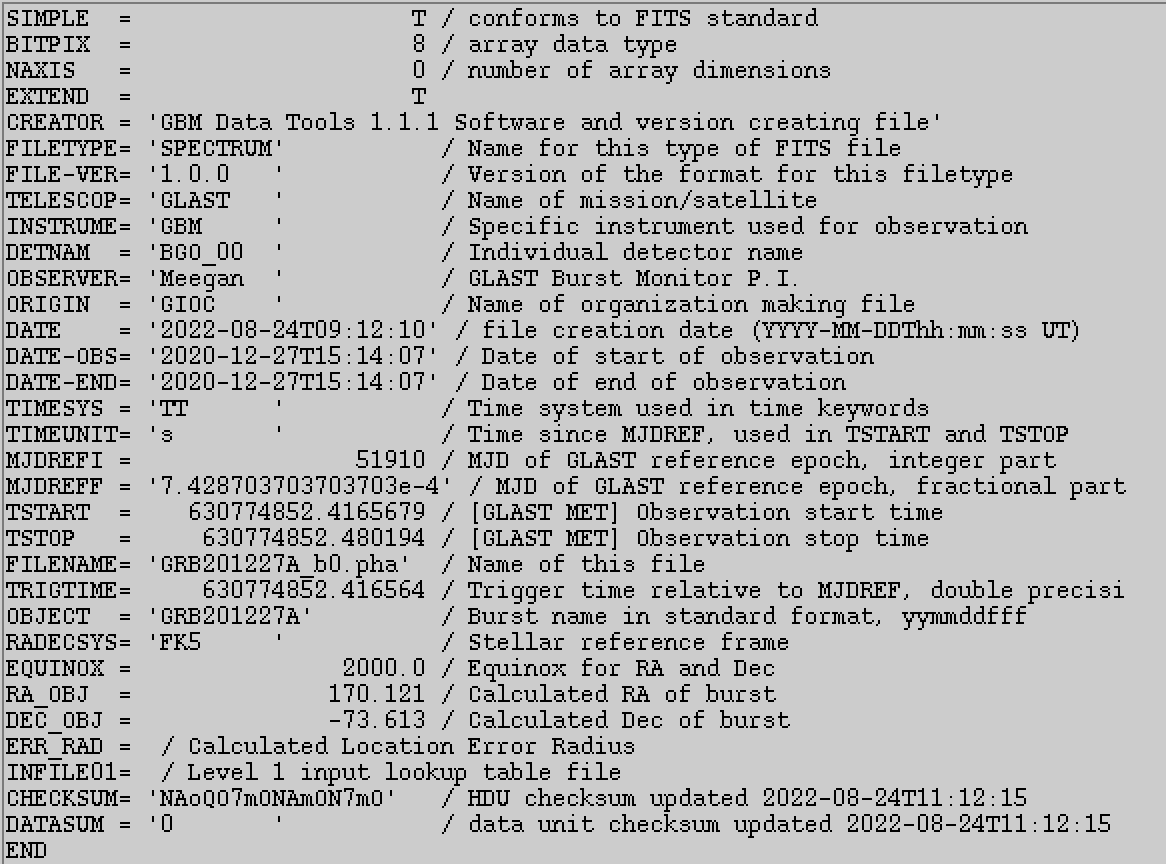 SIMPLE  =                    T / conforms to FITS standard
BITPIX  =                    8 / array data type
NAXIS   =                    0 / number of array dimensions
EXTEND  =                    T
CREATOR = 'GBM Data Tools 1.1.1 Software and version creating file'
FILETYPE= 'SPECTRUM'           / Name for this type of FITS file
FILE-VER= '1.0.0   '           / Version of the format for this filetype
TELESCOP= 'GLAST   '           / Name of mission/satellite
INSTRUME= 'GBM     '           / Specific instrument used for observation
DETNAM  = 'BGO_00  '           / Individual detector name
OBSERVER= 'Meegan  '           / GLAST Burst Monitor P.I.
ORIGIN  = 'GIOC    '           / Name of organization making file
DATE    = '2022-08-24T09:12:10' / file creation date (YYYY-MM-DDThh:mm:ss UT)
DATE-OBS= '2020-12-27T15:14:07' / Date of start of observation
DATE-END= '2020-12-27T15:14:07' / Date of end of observation
TIMESYS = 'TT      '           / Time system used in time keywords
TIMEUNIT= 's       '           / Time since MJDREF, used in TSTART and TSTOP
MJDREFI =                51910 / MJD of GLAST reference epoch, integer part
MJDREFF = '7.428703703703703e-4' / MJD of GLAST reference epoch, fractional part
TSTART  =    630774852.4165679 / [GLAST MET] Observation start time
TSTOP   =     630774852.480194 / [GLAST MET] Observation stop time
FILENAME= 'GRB201227A_b0.pha'  / Name of this file
TRIGTIME=     630774852.416564 / Trigger time relative to MJDREF, double precisi
OBJECT  = 'GRB201227A'         / Burst name in standard format, yymmddfff
RADECSYS= 'FK5     '           / Stellar reference frame
EQUINOX =               2000.0 / Equinox for RA and Dec
RA_OBJ  =              170.121 / Calculated RA of burst
DEC_OBJ =              -73.613 / Calculated Dec of burst
ERR_RAD =  / Calculated Location Error Radius
INFILE01=  / Level 1 input lookup table file
CHECKSUM= 'NAoQO7mONAmON7mO'   / HDU checksum updated 2022-08-24T11:12:15
DATASUM = '0       '           / data unit checksum updated 2022-08-24T11:12:15
END